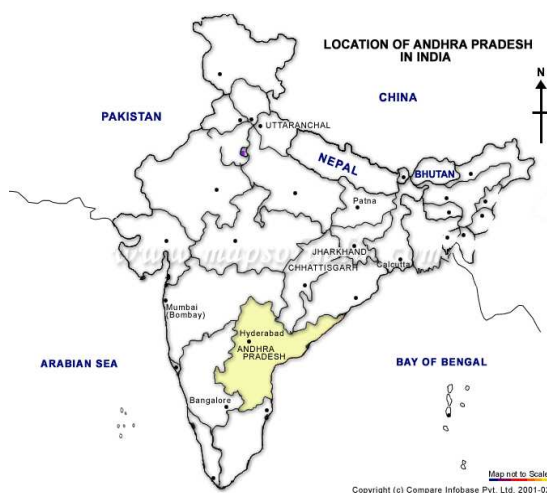 LOCATION OF ANDHRA PRADESH
IN INDIA
N
CHINA
PAKISTAN
UTTARANCHAL
NEPAL
BHUTAN
Patna
JHARKHAND
CHHATTISGARH
Calcutta
Mumbai
(Bombay)
Hyderabad
ANDHRA
PRADESH
ARABIAN SEA
BAY OF BENGAL
Bangalore
Map not to Scale
Copyright (c) Compare Infobase Pvt. Ltd. 2001-02